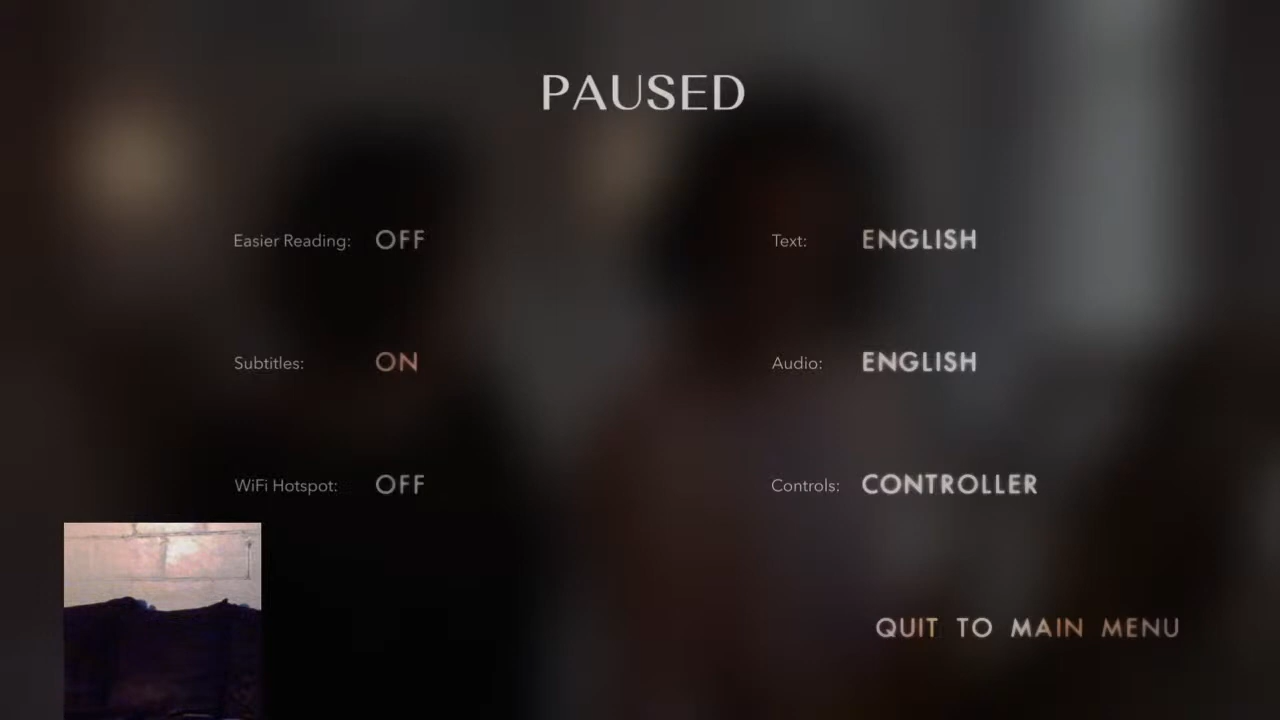 PAUSED
Easier Reading: OFF
Text: ENGLISH
Subtitles: ON
Audio: ENGLISH
WiFi Hotspot: OFF
Controls: CONTROLLER
QUIT TO MAIN MENU